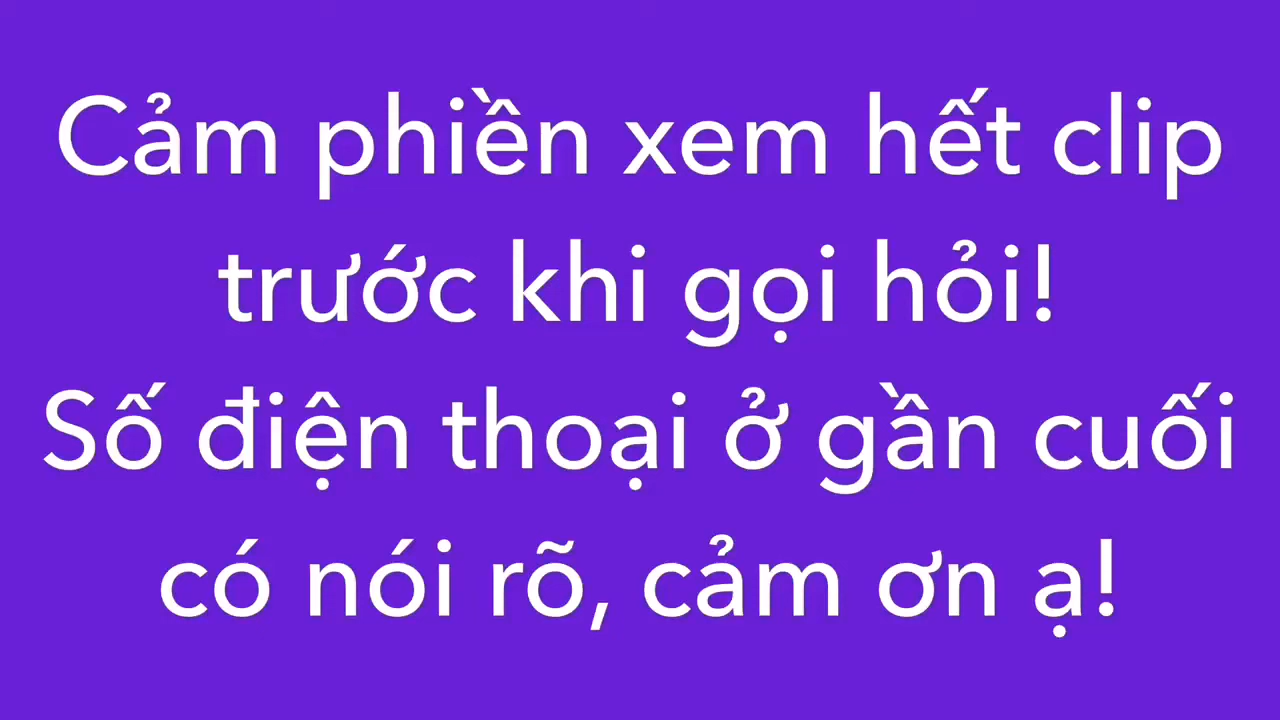 Cảm phiền xem hết clip
trước khi gọi hỏi!
Số điện thoại ở gần cuối
có nói rõ, cảm ơn ạ!